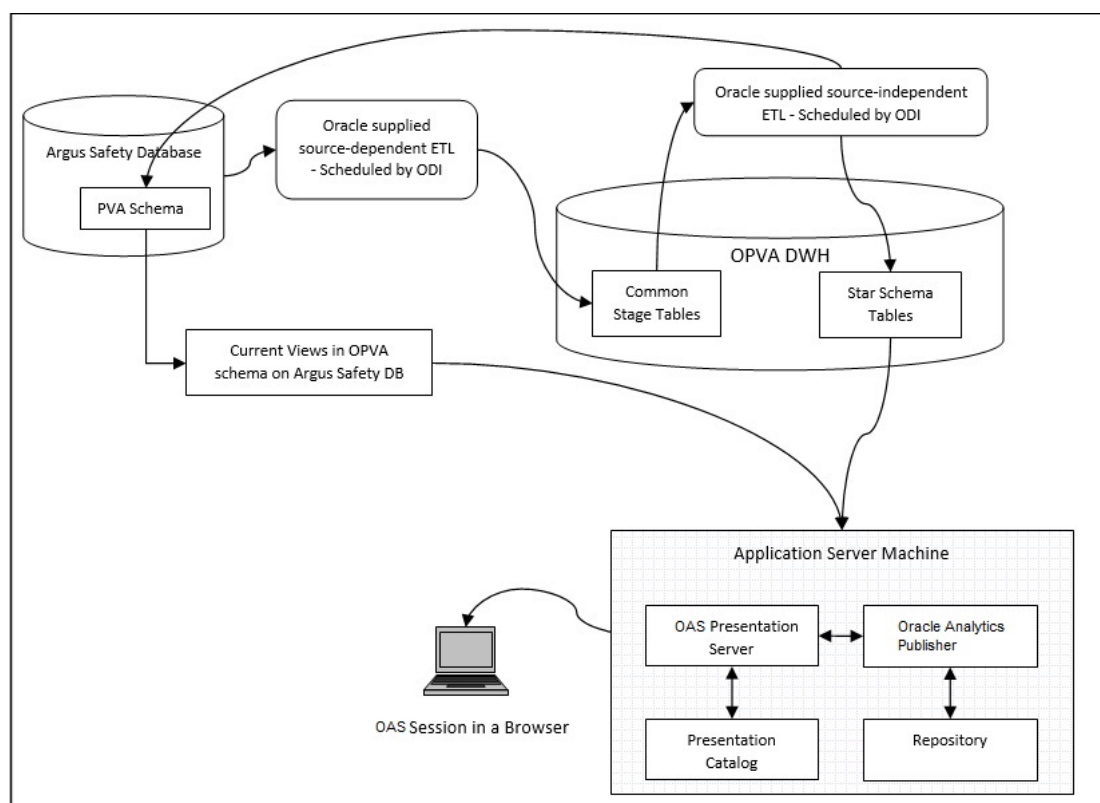 Argus Safety Database
PVA Schema
Oracle supplied
source-dependent ETL
- Scheduled by ODI
Oracle supplied source-independent
ETL - Scheduled by ODI
OPVA DWH
Common
Stage Tables
Star Schema
Tables
Current Views in OPVA
schema on Argus Safety DB
Application Server Machine
OAS Presentation
Server
Oracle Analytics
Publisher
Presentation
Catalog
Repository
OAS Session in a Browser